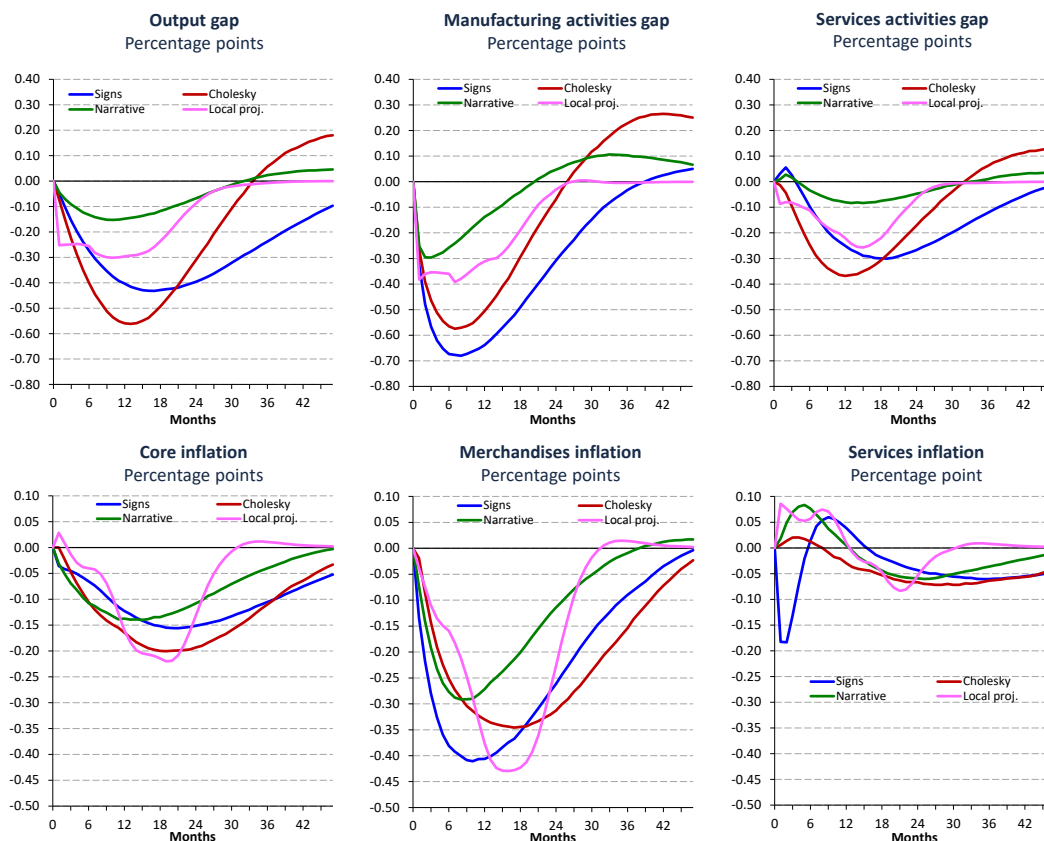 Output gap
Percentage points
Signs Cholesky
Narrative Local proj.
0.40
0.30
0.20
0.10
0.00
-0.10
-0.20
-0.30
-0.40
-0.50
-0.60
-0.70
-0.80
0 6 12 18 24 30 36 42
Months
Manufacturing activities gap
Percentage points
Signs Cholesky
Narrative Local proj.
0.40
0.30
0.20
0.10
0.00
-0.10
-0.20
-0.30
-0.40
-0.50
-0.60
-0.70
-0.80
0 6 12 18 24 30 36 42
Months
Services activities gap
Percentage points
Signs Cholesky
Narrative Local proj.
0.40
0.30
0.20
0.10
0.00
-0.10
-0.20
-0.30
-0.40
-0.50
-0.60
-0.70
-0.80
0 6 12 18 24 30 36 42
Months
Core inflation
Percentage points
Signs Cholesky
Narrative Local proj.
0.10
0.05
0.00
-0.05
-0.10
-0.15
-0.20
-0.25
-0.30
-0.35
-0.40
-0.45
-0.50
0 6 12 18 24 30 36 42
Months
Merchandises inflation
Percentage points
Signs Cholesky
Narrative Local proj.
0.10
0.05
0.00
-0.05
-0.10
-0.15
-0.20
-0.25
-0.30
-0.35
-0.40
-0.45
-0.50
0 6 12 18 24 30 36 42
Months
Services inflation
Percentage point
0.10
0.05
0.00
-0.05
-0.10
-0.15
-0.20
-0.25
-0.30
-0.35
-0.40
-0.45
-0.50
Signs Cholesky
Narrative Local proj.
0 6 12 18 24 30 36 42
Months